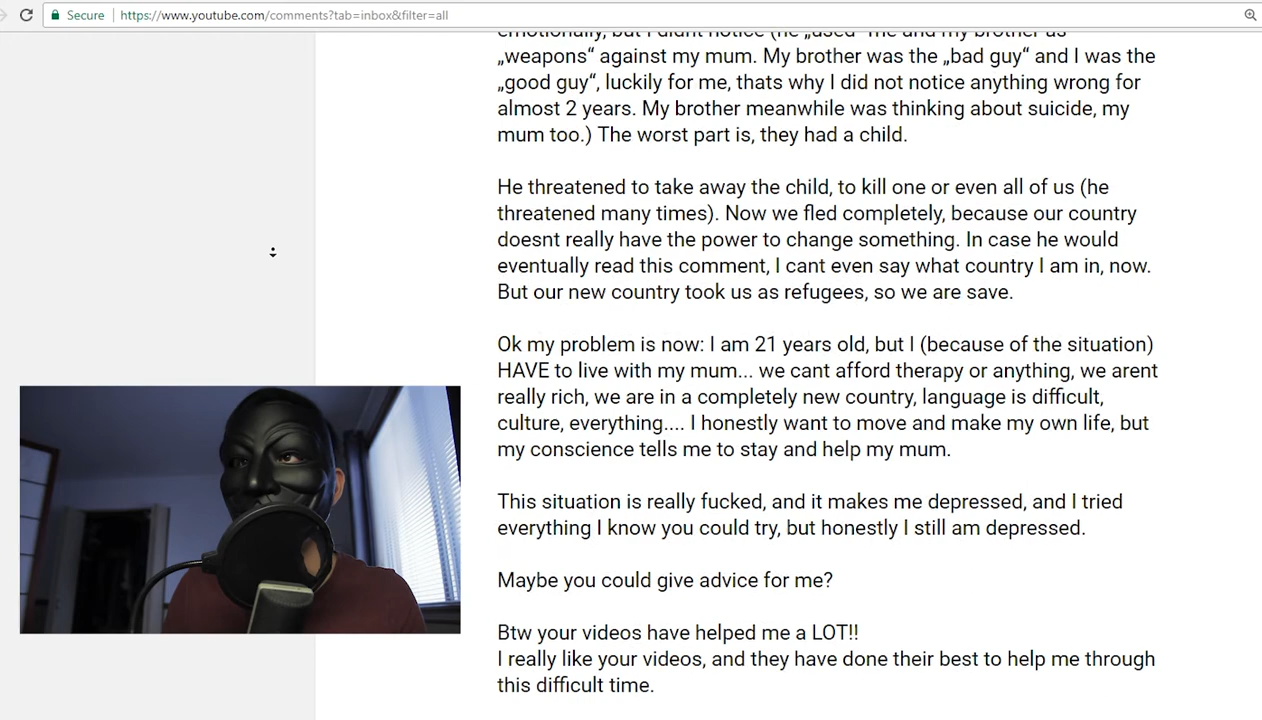 Secure https://www.youtube.com/comments?tab=inbox&filter=all
emotionally, but I didnt notice (he „used" me and my brother as
„weapons“ against my mum. My brother was the „bad guy“ and I was the
„good guy“, luckily for me, thats why I did not notice anything wrong for
almost 2 years. My brother meanwhile was thinking about suicide, my
mum too.) The worst part is, they had a child.
He threatened to take away the child, to kill one or even all of us (he
threatened many times). Now we fled completely, because our country
doesnt really have the power to change something. In case he would
eventually read this comment, I cant even say what country I am in, now.
But our new country took us as refugees, so we are save.
Ok my problem is now: I am 21 years old, but I (because of the situation)
HAVE to live with my mum... we cant afford therapy or anything, we arent
really rich, we are in a completely new country, language is difficult,
culture, everything.... I honestly want to move and make my own life, but
my conscience tells me to stay and help my mum.
This situation is really fucked, and it makes me depressed, and I tried
everything I know you could try, but honestly I still am depressed.
Maybe you could give advice for me?
Btw your videos have helped me a LOT!!
I really like your videos, and they have done their best to help me through
this difficult time.